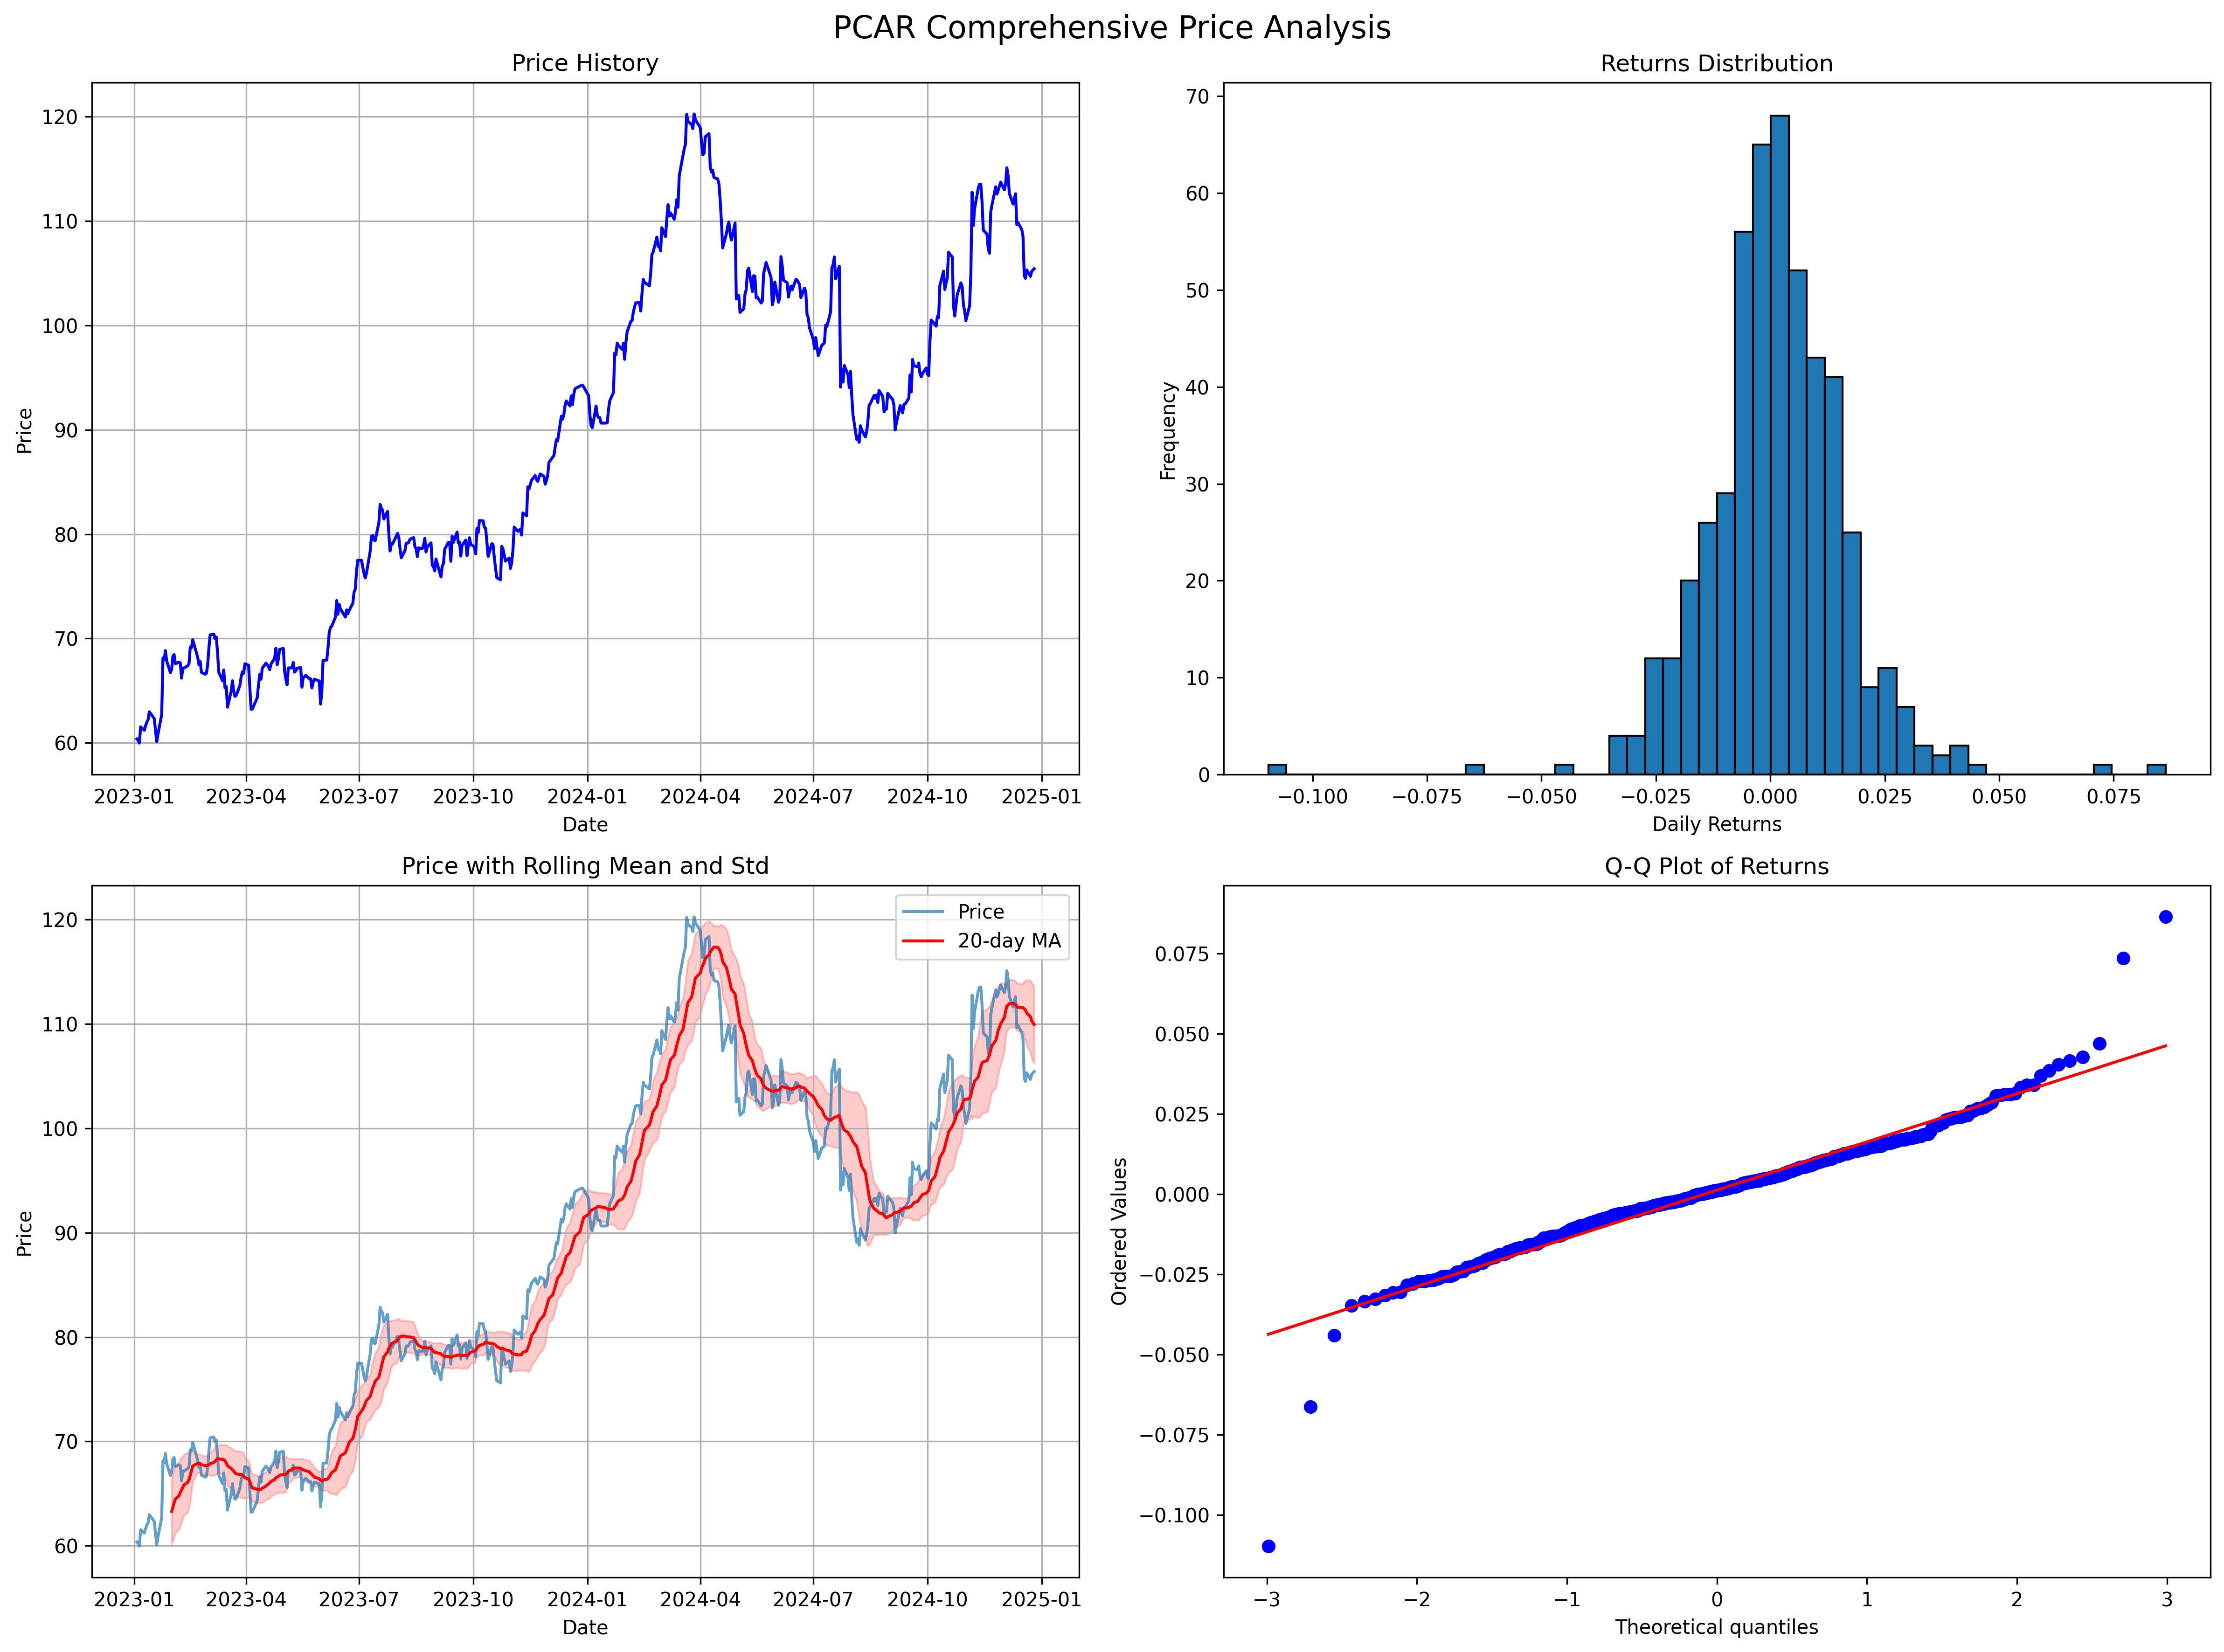 PCAR Comprehensive Price Analysis
Price History
120
110
100
90
80
70
60
Price
2023-01 2023-04 2023-07 2023-10 2024-01 2024-04 2024-07 2024-10 2025-01
Date
Returns Distribution
70
60
50
40
30
20
10
0
Frequency
−0.100 −0.075 −0.050 −0.025 0.000 0.025 0.050 0.075
Daily Returns
Price with Rolling Mean and Std
Price
20-day MA
120
110
100
90
80
70
60
Price
2023-01 2023-04 2023-07 2023-10 2024-01 2024-04 2024-07 2024-10 2025-01
Date
Q-Q Plot of Returns
0.075
0.050
0.025
0.000
−0.025
−0.050
−0.075
−0.100
Ordered Values
−3 −2 −1 0 1 2 3
Theoretical quantiles